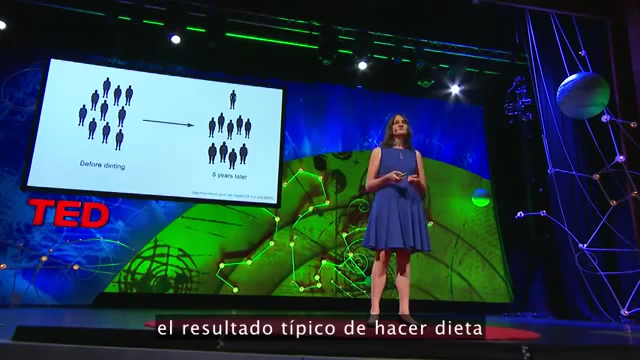 Before dieting
5 years later
TED
el resultado típico de hacer dieta